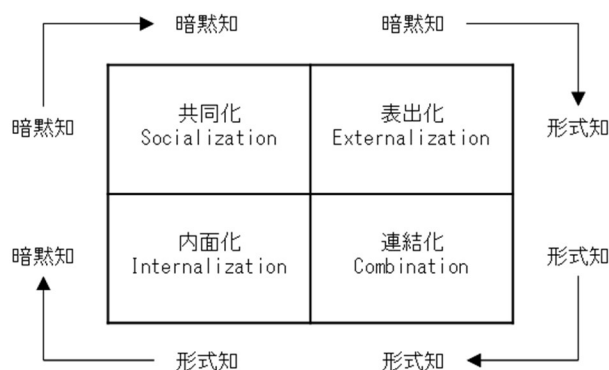 暗黙知
暗黙知
共同化
Socialization
表出化
Externalization
暗黙知
形式知
内面化
Internalization
連結化
Combination
暗黙知
形式知
形式知
形式知